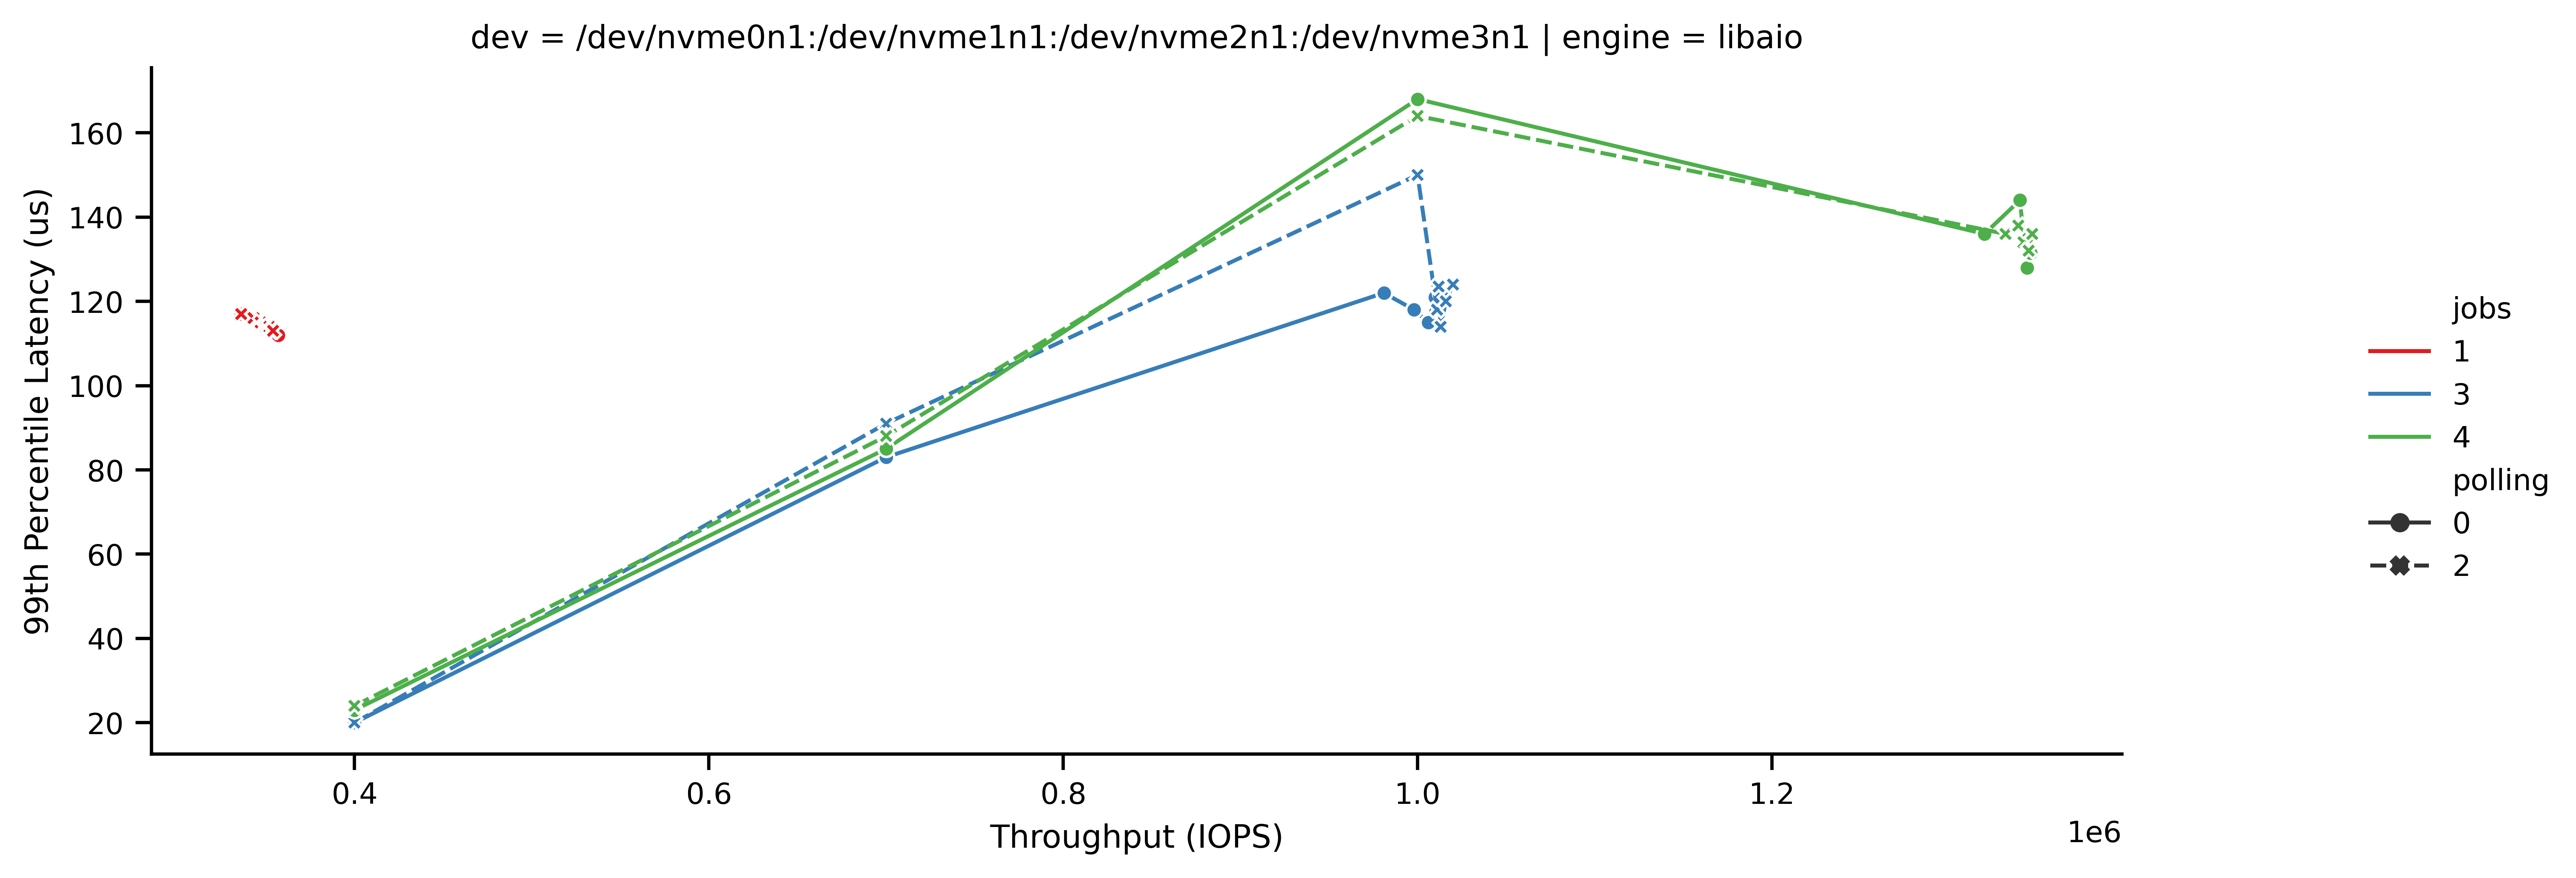 dev = /dev/nvme0n1:/dev/nvme1n1:/dev/nvme2n1:/dev/nvme3n1 | engine = libaio
99th Percentile Latency (us)
160
140
120
100
80
60
40
20
0.4 0.6 0.8 1.0 1.2
1e6
Throughput (IOPS)
jobs
1
3
4
polling
0
2